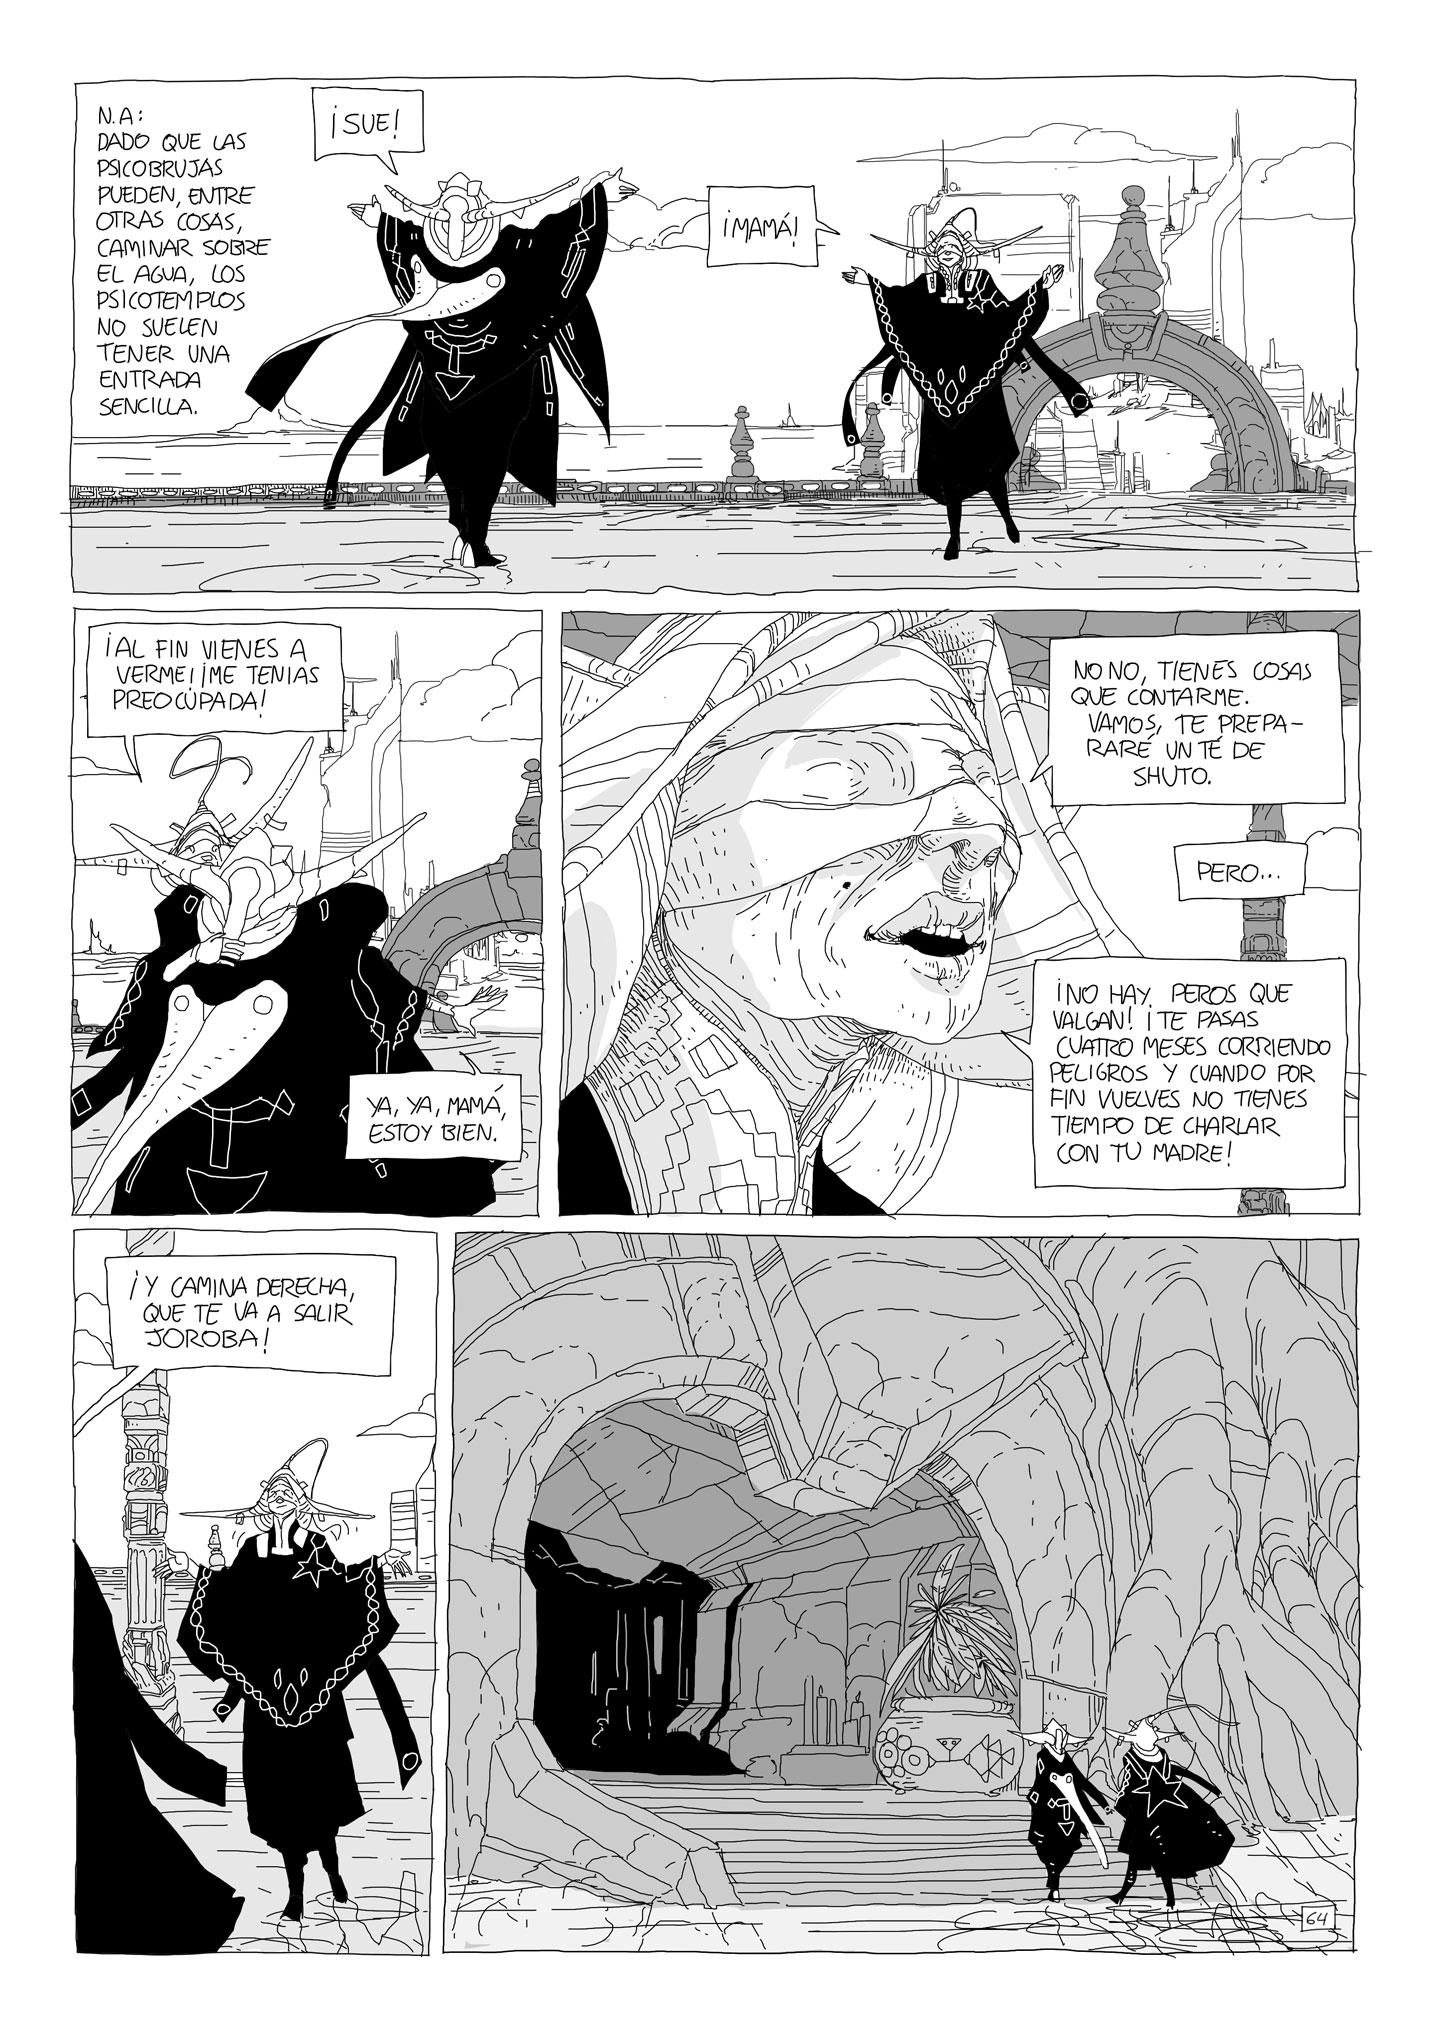 N.A:
DADO QUE LAS
PSICOBRUJAS
PUEDEN, ENTRE
OTRAS COSAS,
CAMINAR SOBRE
EL AGUA, LOS
PSICOTEMPLOS
NO SUELEN
TENER UNA
ENTRADA
SENCILLA.
¡SUE!
¡MAMÁ!
¡AL FIN VIENES A
VERME! ¡ME TENIAS
PREOCUPADA!
YA, YA, MAMÁ,
ESTOY BIEN.
NO NO, TIENES COSAS
QUE CONTARME.
VAMOS, TE PREPA-
RARÉ UN TÉ DE
SHUTO.
PERO...
¡NO HAY PEROS QUE
VALGAN! ¡TE PASAS
CUATRO MESES CORRIENDO
PELIGROS Y CUANDO POR
FIN VUELVES NO TIENES
TIEMPO DE CHARLAR
CON TU MADRE!
¡Y CAMINA DERECHA,
QUE TE VA A SALIR
JOROBA!
64